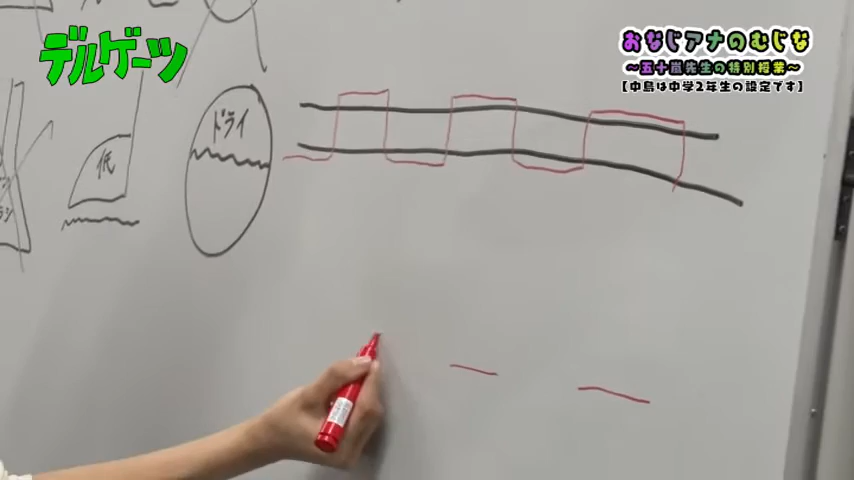 デルゲーツ
おなじアナのむじな
~五十嵐先生の特別授業~
【中島は中学2年生の設定です】
ドライ
低